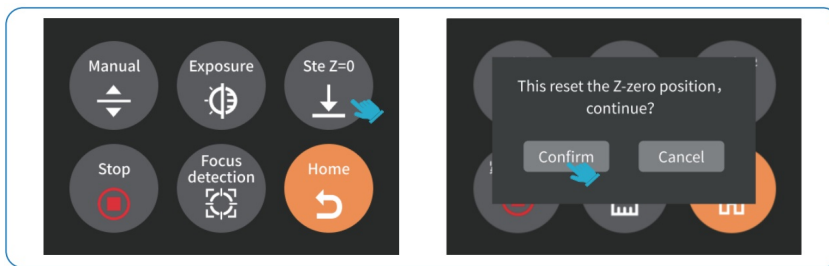 Manual
Exposure
Ste Z=0
Stop
Focus
detection
Home
This reset the Z-zero position,
continue?
Confirm
Cancel